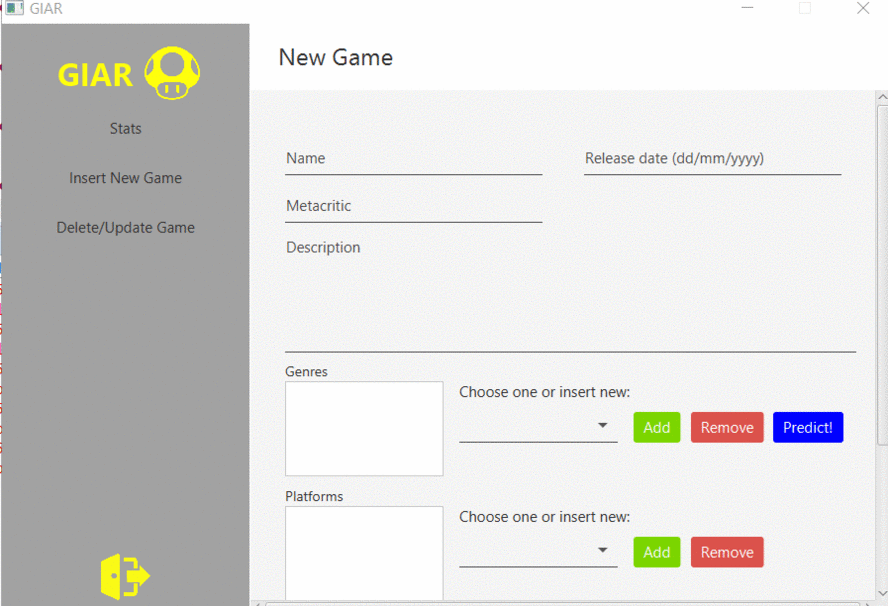 GIAR
GIAR
Stats
Insert New Game
Delete/Update Game
New Game
Name
Release date (dd/mm/yyyy)
Metacritic
Description
Genres
Choose one or insert new:
Add Remove Predict!
Platforms
Choose one or insert new:
Add Remove